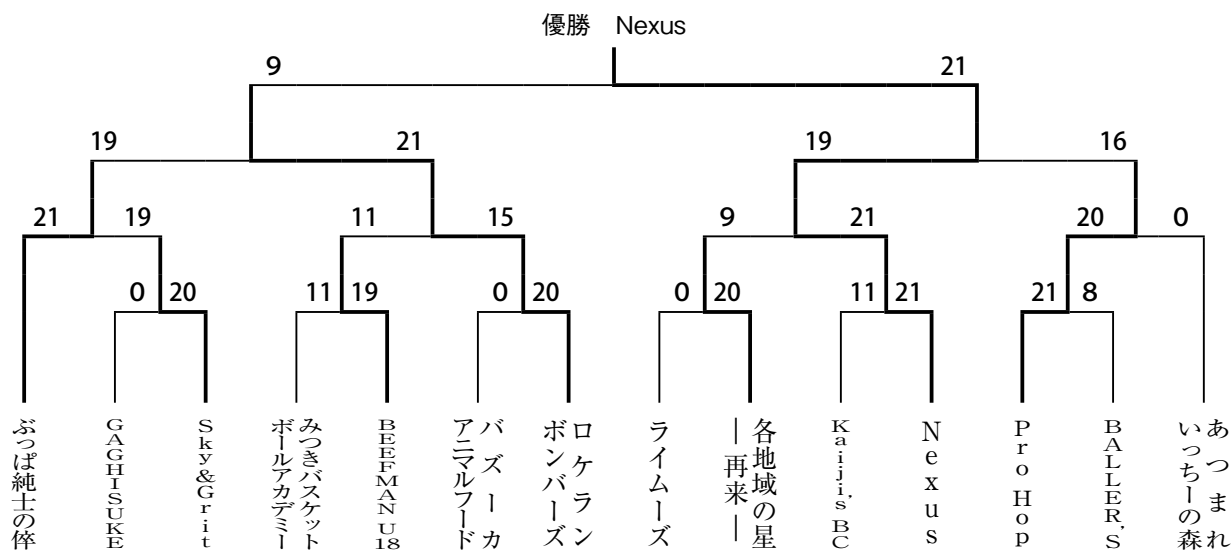 優勝　Nexus
9
21
19
21
19
16
21
19
11
15
9
21
20
0
0
20
11
19
0
20
0
20
11
21
21
8
ぶっぱ純士の倅
GAGHISUKE
Sky&Grit
みつきバスケット
ボールアカデミー
BEEFMAN U18
バズーカ
アニマルフード
ロケラン
ボンバーズ
ライムーズ
各地域の星
―再来―
Kaiji's BC
Nexus
Pro Hop
BALLER'S
あつまれ
いっちーの森